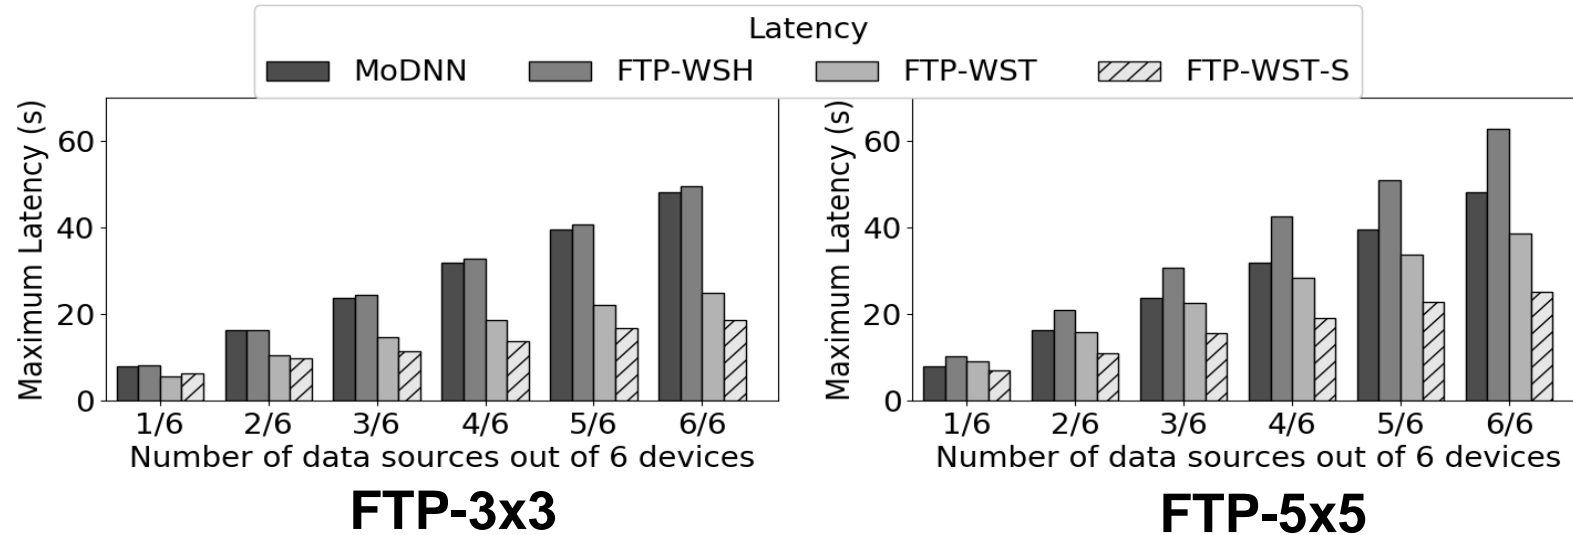 Latency
MoDNN FTP-WSH FTP-WST FTP-WST-S
Maximum Latency (s)
60
40
20
0
1/6 2/6 3/6 4/6 5/6 6/6
Number of data sources out of 6 devices
FTP-3x3
Maximum Latency (s)
60
40
20
0
1/6 2/6 3/6 4/6 5/6 6/6
Number of data sources out of 6 devices
FTP-5x5